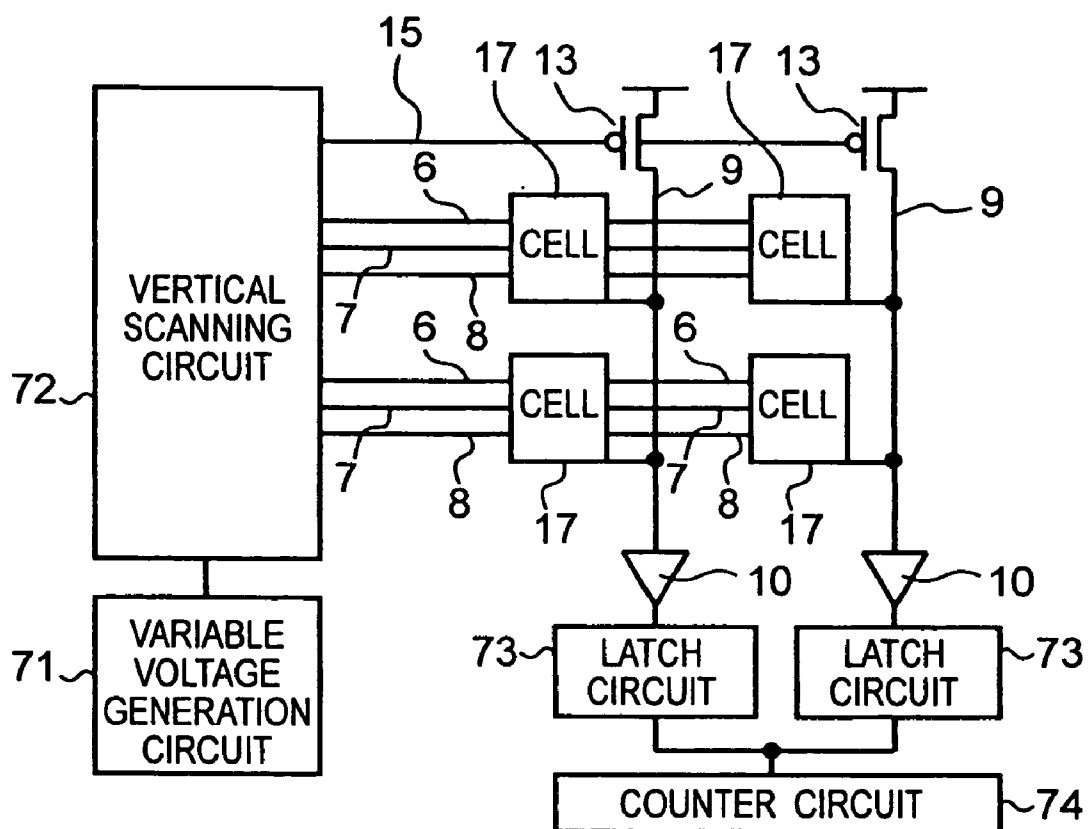 15
17
13
17
13
6
9
9
CELL
CELL
7
8
VERTICAL
SCANNING
CIRCUIT
6
6
72
CELL
CELL
7
8
17
7
8
17
10
10
71
VARIABLE
VOLTAGE
GENERATION
CIRCUIT
73
LATCH
CIRCUIT
LATCH
CIRCUIT
73
COUNTER CIRCUIT
74